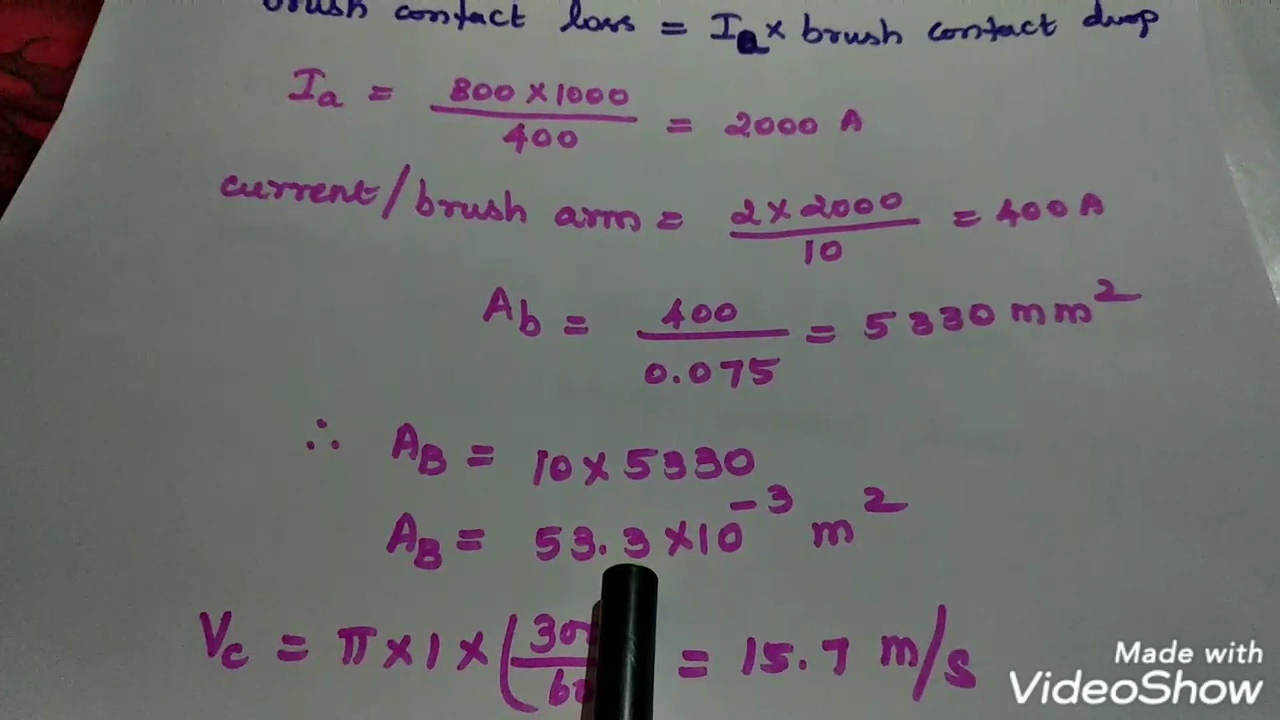 brush contact loss = Ia × brush contact drop
Ia = 800 × 1000 / 400 = 2000 A
current/brush arm = 2 × 2000 / 10 = 400 A
Ab = 400 / 0.075 = 5330 mm²
∴ AB = 10 × 5330
AB = 53.3 × 10⁻³ m²
Vc = π × 1 × ( = 15.7 m/s
Made with
VideoShow